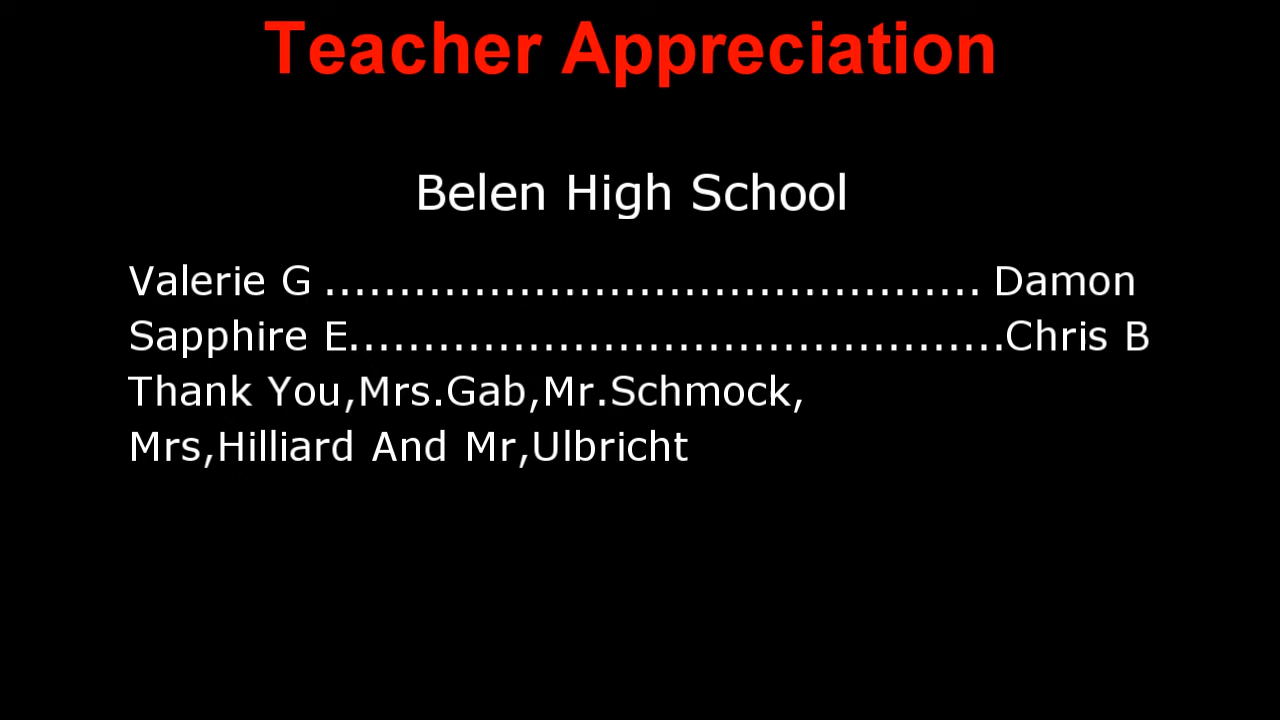 Teacher Appreciation
Belen High School
Valerie G ............................................ Damon
Sapphire E............................................Chris B
Thank You,Mrs.Gab,Mr.Schmock,
Mrs,Hilliard And Mr,Ulbricht